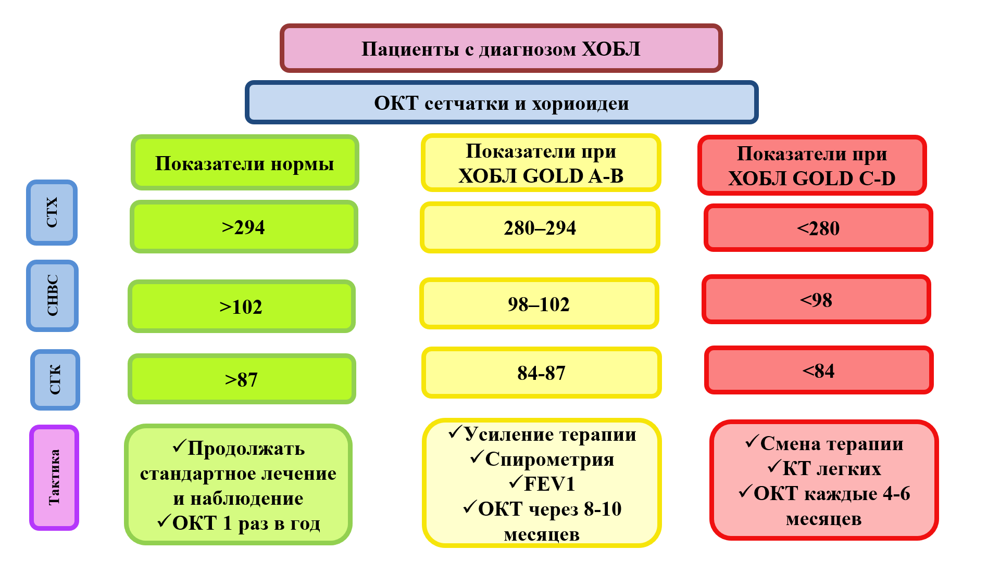 Пациенты с диагнозом ХОБЛ
ОКТ сетчатки и хориоидеи
Показатели нормы
Показатели при
ХОБЛ GOLD A-B
Показатели при
ХОБЛ GOLD C-D
СТХ
>294
280–294
<280
СНВС
>102
98–102
<98
СГК
>87
84-87
<84
Тактика
✓Продолжать
стандартное лечение
и наблюдение
✓ОКТ 1 раз в год
✓Усиление терапии
✓Спирометрия
✓FEV1
✓ОКТ через 8-10
месяцев
✓Смена терапии
✓КТ легких
✓ОКТ каждые 4-6
месяцев